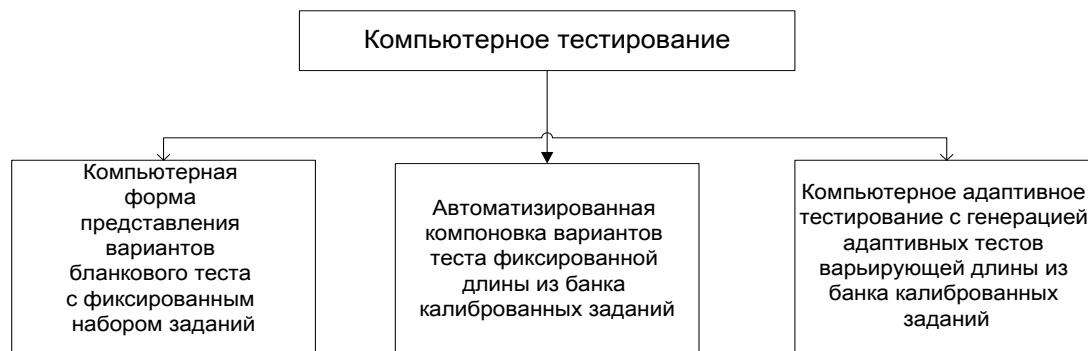 Компьютерное тестирование
Компьютерная
форма
представления
вариантов
бланкового теста
с фиксированным
набором заданий
Автоматизированная
компоновка вариантов
теста фиксированной
длины из банка
калиброванных заданий
Компьютерное адаптивное
тестирование с генерацией
адаптивных тестов
варьирующей длины из
банка калиброванных
заданий